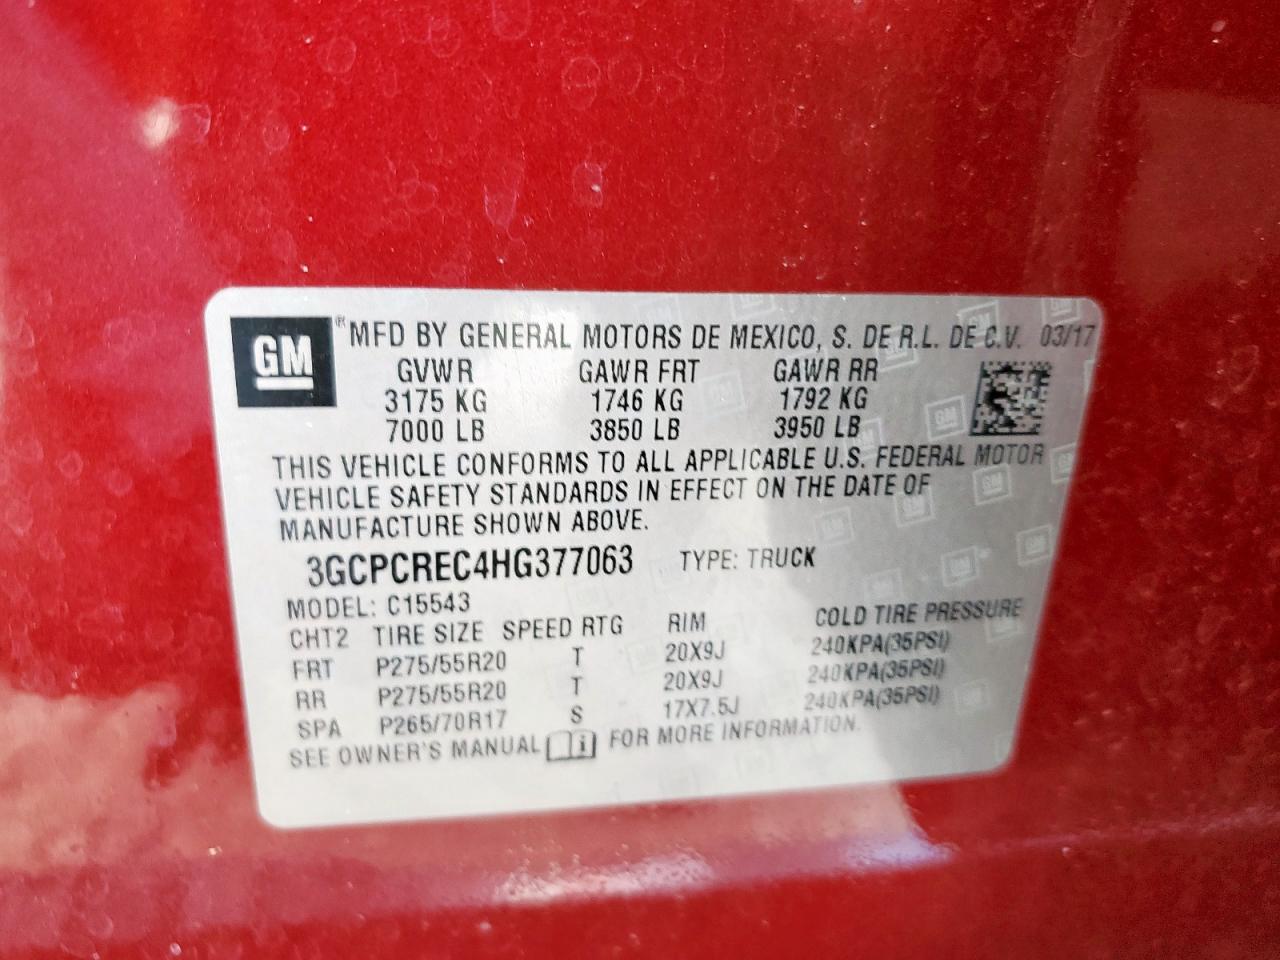 GM® MFD BY GENERAL MOTORS DE MEXICO, S. DE R.L. DE C.V. 03/17
GVWR GAWR FRT GAWR RR
3175 KG 1746 KG 1792 KG
7000 LB 3850 LB 3950 LB
THIS VEHICLE CONFORMS TO ALL APPLICABLE U.S. FEDERAL MOTOR
VEHICLE SAFETY STANDARDS IN EFFECT ON THE DATE OF
MANUFACTURE SHOWN ABOVE.
3GCPCREC4HG377063 TYPE: TRUCK
MODEL: C15543
CHT2 TIRE SIZE SPEED RTG RIM COLD TIRE PRESSURE
FRT P275/55R20 T 20X9J 240KPA(35PSI)
RR P275/55R20 T 20X9J 240KPA(35PSI)
SPA P265/70R17 S 17X7.5J 240KPA(35PSI)
SEE OWNER'S MANUAL FOR MORE INFORMATION.